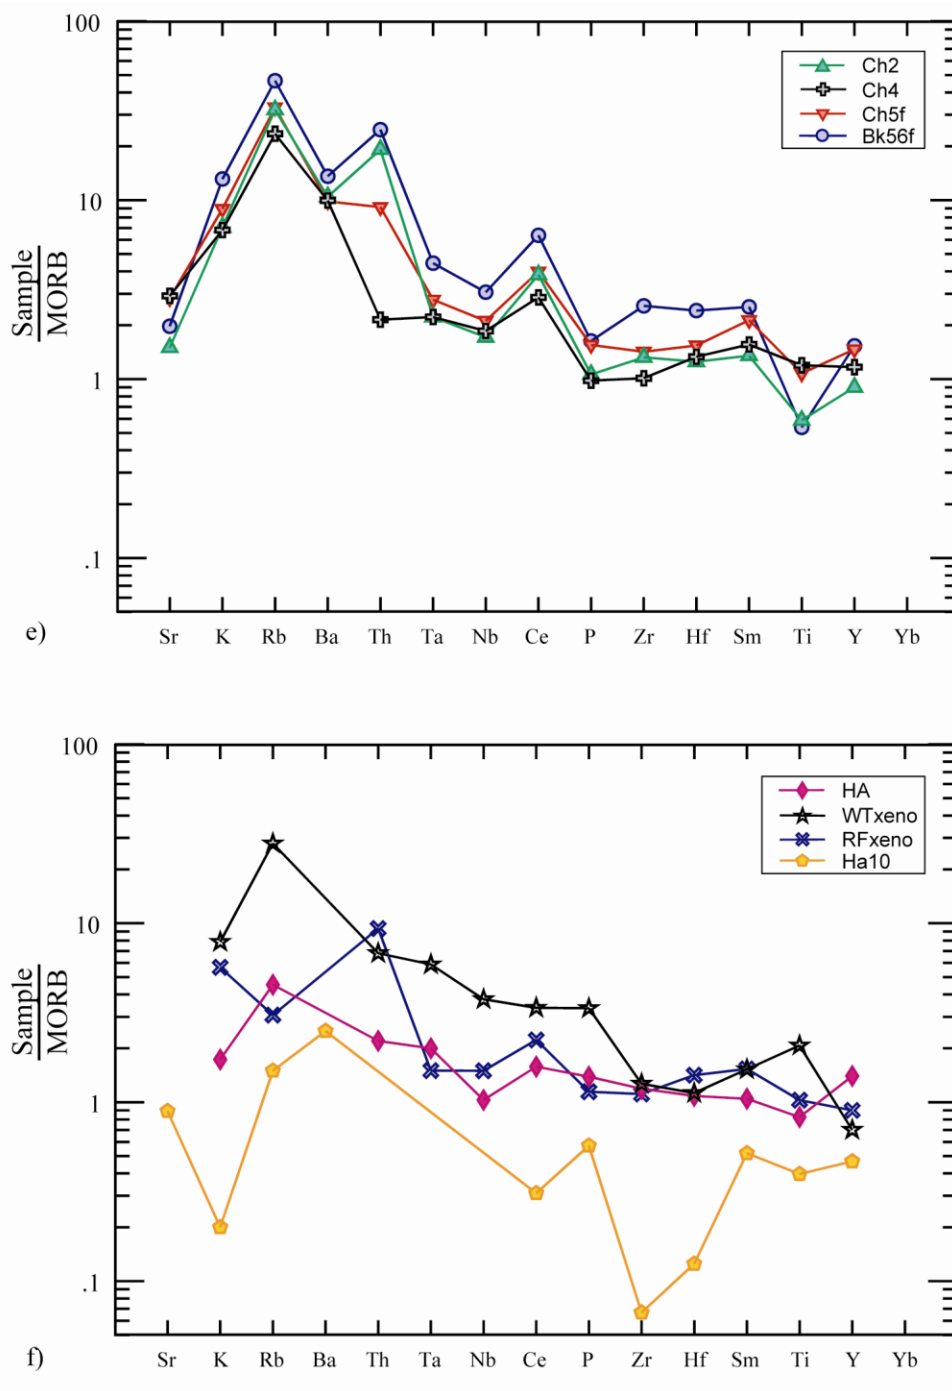 100
10
1
.1
Sample
MORB
Ch2
Ch4
Ch5f
Bk56f
e)
Sr K Rb Ba Th Ta Nb Ce P Zr Hf Sm Ti Y Yb
100
10
1
.1
Sample
MORB
HA
WTxeno
RFxeno
Ha10
f)
Sr K Rb Ba Th Ta Nb Ce P Zr Hf Sm Ti Y Yb